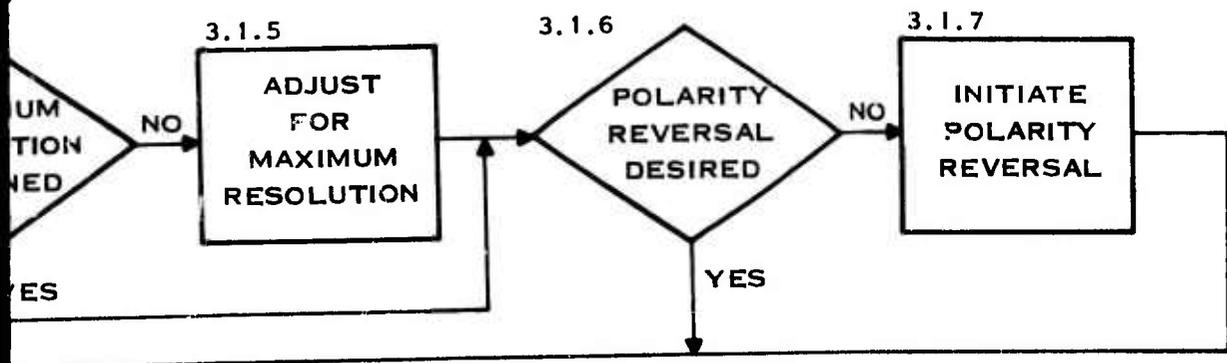 3.1.5
3.1.6
3.1.7
NO
ADJUST
FOR
MAXIMUM
RESOLUTION
POLARITY
REVERSAL
DESIRED
NO
INITIATE
POLARITY
REVERSAL
YES